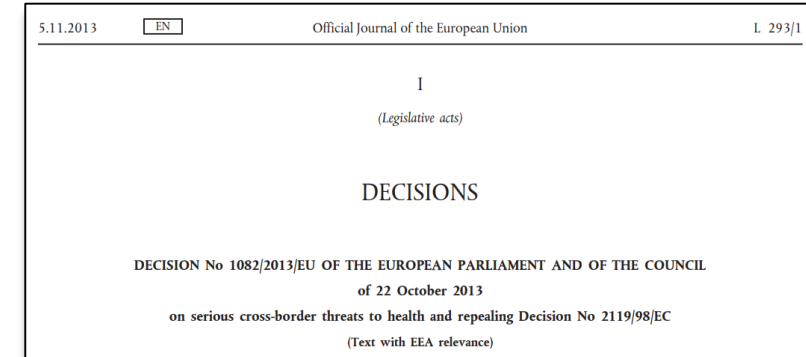 5.11.2013 EN Official Journal of the European Union L 293/1
I
(Legislative acts)
DECISIONS
DECISION No 1082/2013/EU OF THE EUROPEAN PARLIAMENT AND OF THE COUNCIL
of 22 October 2013
on serious cross-border threats to health and repealing Decision No 2119/98/EC
(Text with EEA relevance)